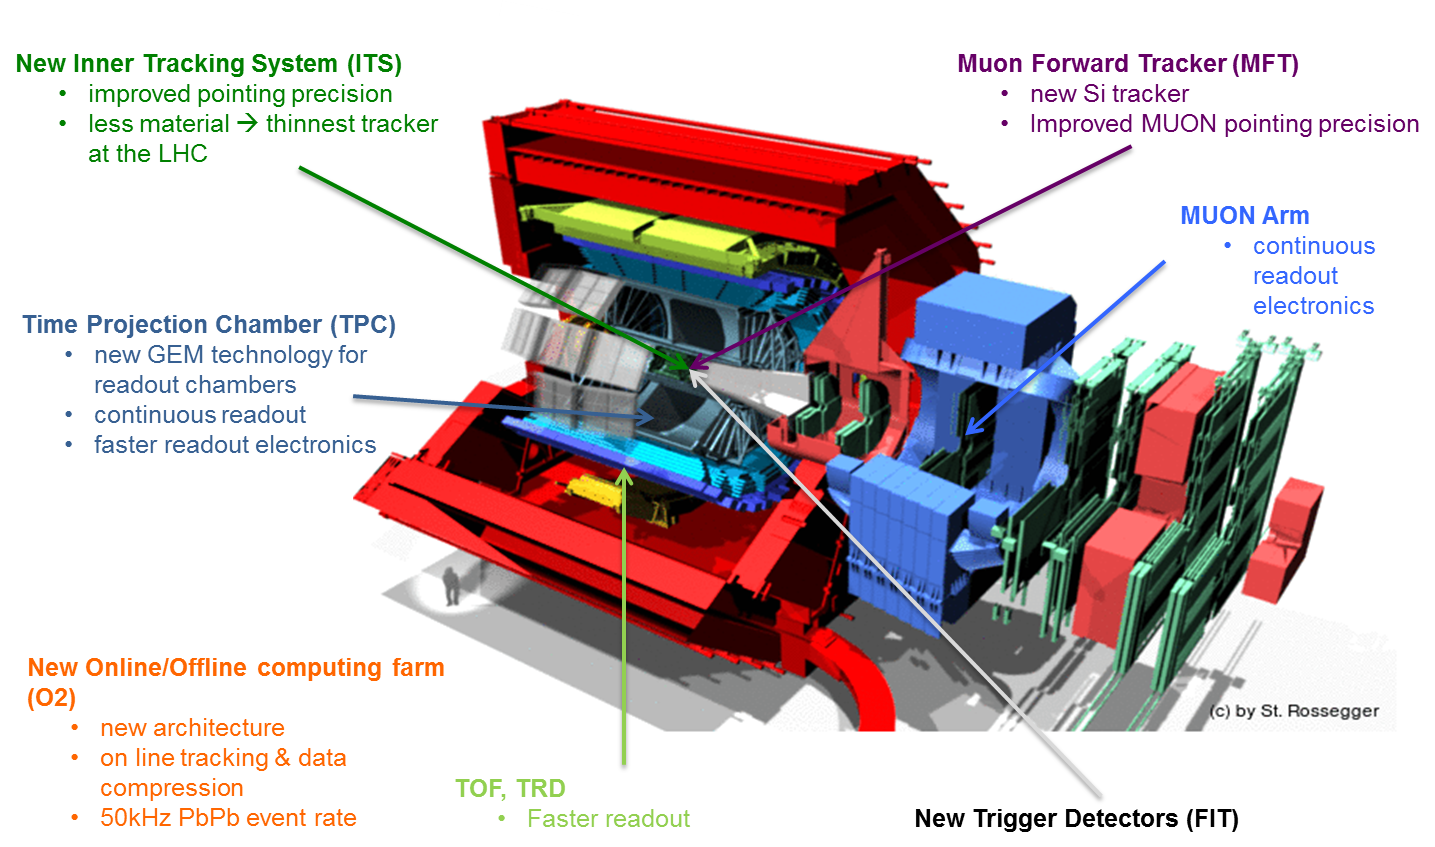 New Inner Tracking System (ITS)
• improved pointing precision
• less material → thinnest tracker
at the LHC
Muon Forward Tracker (MFT)
• new Si tracker
• Improved MUON pointing precision
MUON Arm
• continuous
readout
electronics
Time Projection Chamber (TPC)
• new GEM technology for
readout chambers
• continuous readout
• faster readout electronics
New Online/Offline computing farm
(O2)
• new architecture
• on line tracking & data
compression
• 50kHz PbPb event rate
TOF, TRD
• Faster readout
(c) by St. Rossegger
New Trigger Detectors (FIT)